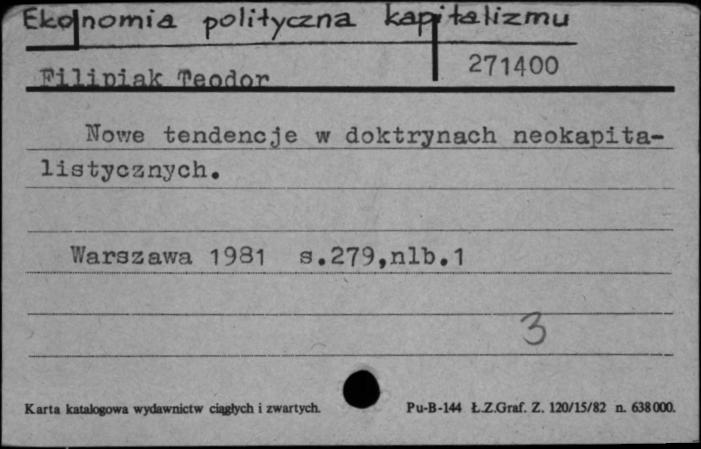 Ekonomia polityczna kapitalizmu
Filipiak Teodor
271400
Nowe tendencje w doktrynach neokapita-
listycznych.
Warszawa 1981 s.279,nlb.1
3
Karta katalogowa wydawnictw ciągłych i zwartych. Pu-B-144 Ł.Z.Graf. Z. 120/15/82 n. 638000.